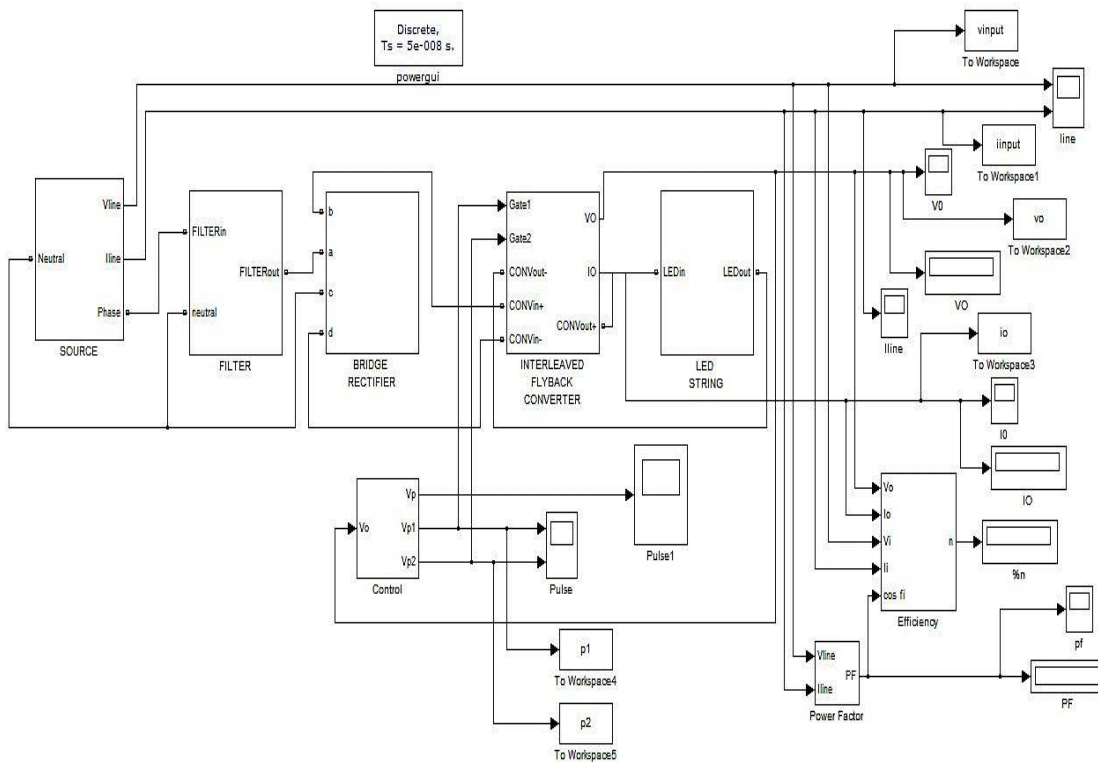 Discrete,
Ts = 5e-008 s.
powergui
vinput
To Workspace
Iline
iinput
To Workspace1
V0
vo
To Workspace2
VO
Iline
io
To Workspace3
I0
IO
Vline
Iline
Neutral
Phase
SOURCE
FILTERin
FILTERout
neutral
FILTER
b
a
c
d
BRIDGE
RECTIFIER
Gate1
Gate2
CONVout-
CONVin+
CONVin-
VO
IO
CONVout+
INTERLEAVED
FLYBACK
CONVERTER
LEDin
LEDout
LED
STRING
Vo
Vp
Vp1
Vp2
Control
Pulse
Pulse1
p1
To Workspace4
p2
To Workspace5
Vo
Io
Vi
Ii
cos fi
n
Efficiency
%n
Vline
Iline
PF
Power Factor
pf
PF